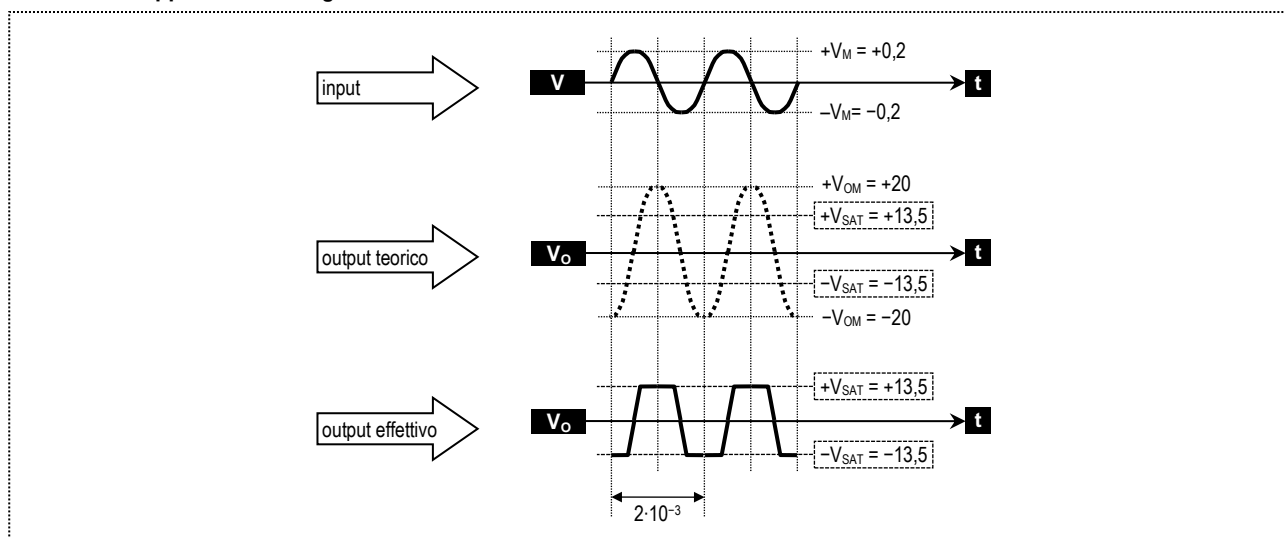 +V_M = +0,2
input
V
t
–V_M= −0,2
+V_OM = +20
+V_SAT = +13,5
output teorico
V_O
t
−V_SAT = −13,5
−V_OM = −20
+V_SAT = +13,5
output effettivo
V_O
t
−V_SAT = −13,5
2·10⁻³